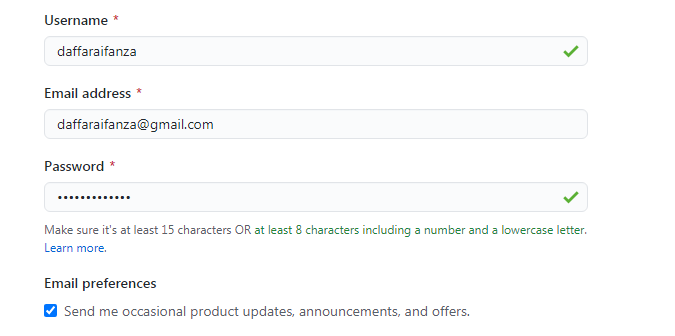 Username *
daffaraifanza
Email address *
daffaraifanza@gmail.com
Password *
•••••••••••••
Make sure it's at least 15 characters OR at least 8 characters including a number and a lowercase letter.
Learn more.
Email preferences
Send me occasional product updates, announcements, and offers.